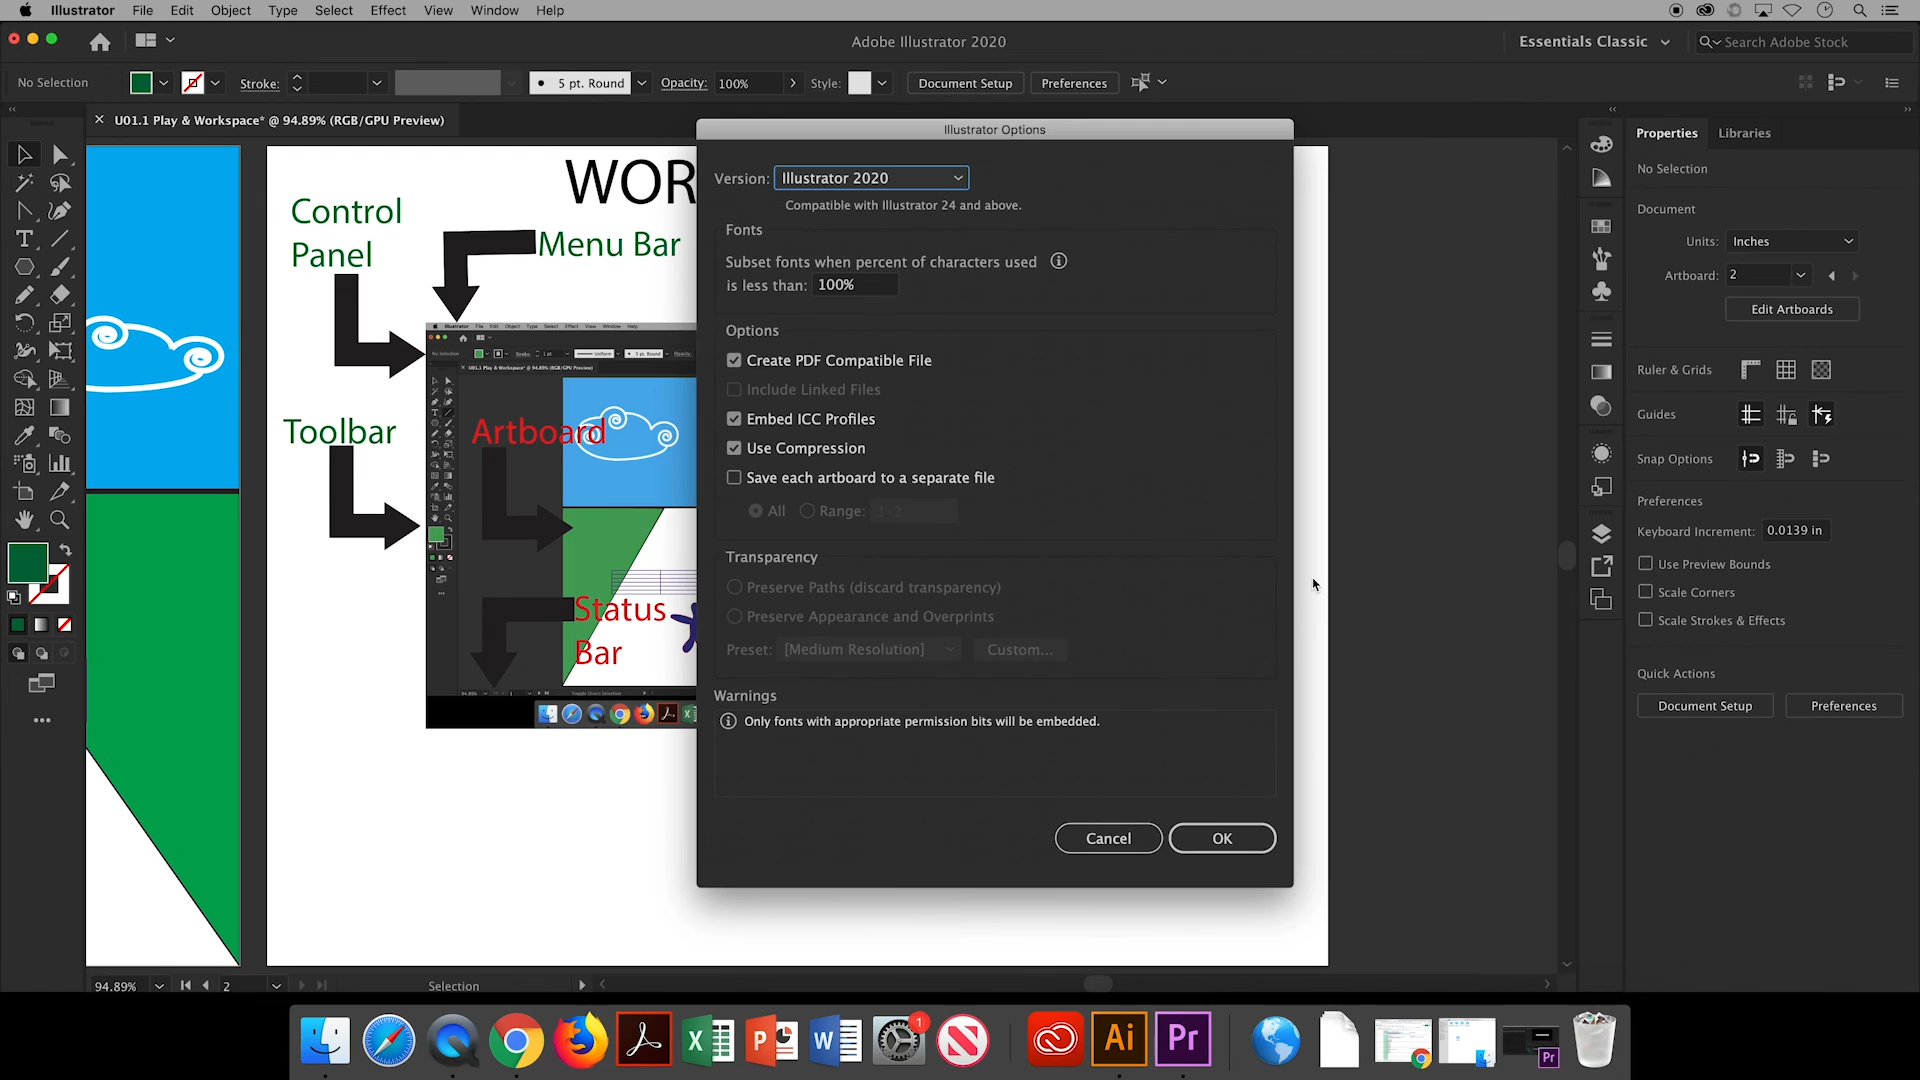 Illustrator File Edit Object Type Select Effect View Window Help
Adobe Illustrator 2020
Essentials Classic
Search Adobe Stock
No Selection
Stroke:
5 pt. Round
Opacity: 100%
Style:
Document Setup
Preferences
× U01.1 Play & Workspace* @ 94.89% (RGB/GPU Preview)
WOR
Control
Panel
Menu Bar
Toolbar
Artboard
Status
Bar
Illustrator Options
Version: Illustrator 2020
Compatible with Illustrator 24 and above.
Fonts
Subset fonts when percent of characters used
is less than: 100%
Options
Create PDF Compatible File
Include Linked Files
Embed ICC Profiles
Use Compression
Save each artboard to a separate file
All Range: 1-2
Transparency
Preserve Paths (discard transparency)
Preserve Appearance and Overprints
Preset: [Medium Resolution] Custom...
Warnings
Only fonts with appropriate permission bits will be embedded.
Cancel OK
Properties Libraries
No Selection
Document
Units: Inches
Artboard: 2
Edit Artboards
Ruler & Grids
Guides
Snap Options
Preferences
Keyboard Increment: 0.0139 in
Use Preview Bounds
Scale Corners
Scale Strokes & Effects
Quick Actions
Document Setup Preferences
94.89% 2 Selection
1
Ai Pr
Pr